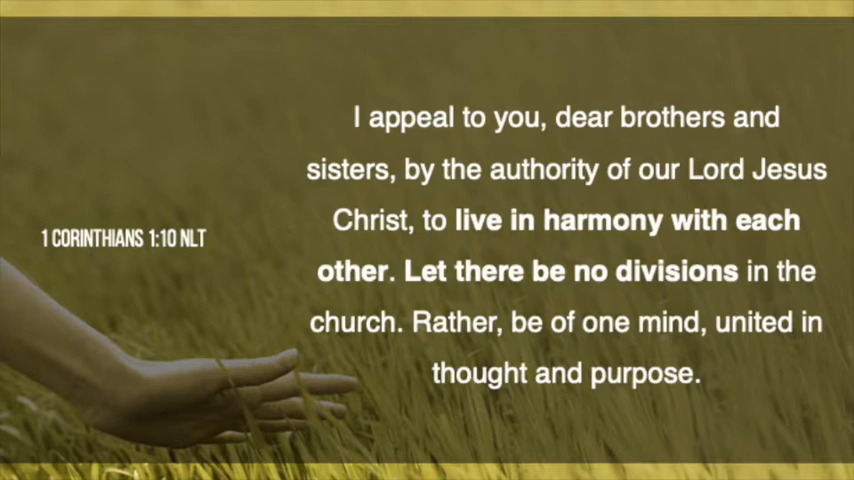 1 CORINTHIANS 1:10 NLT
I appeal to you, dear brothers and
sisters, by the authority of our Lord Jesus
Christ, to live in harmony with each
other. Let there be no divisions in the
church. Rather, be of one mind, united in
thought and purpose.